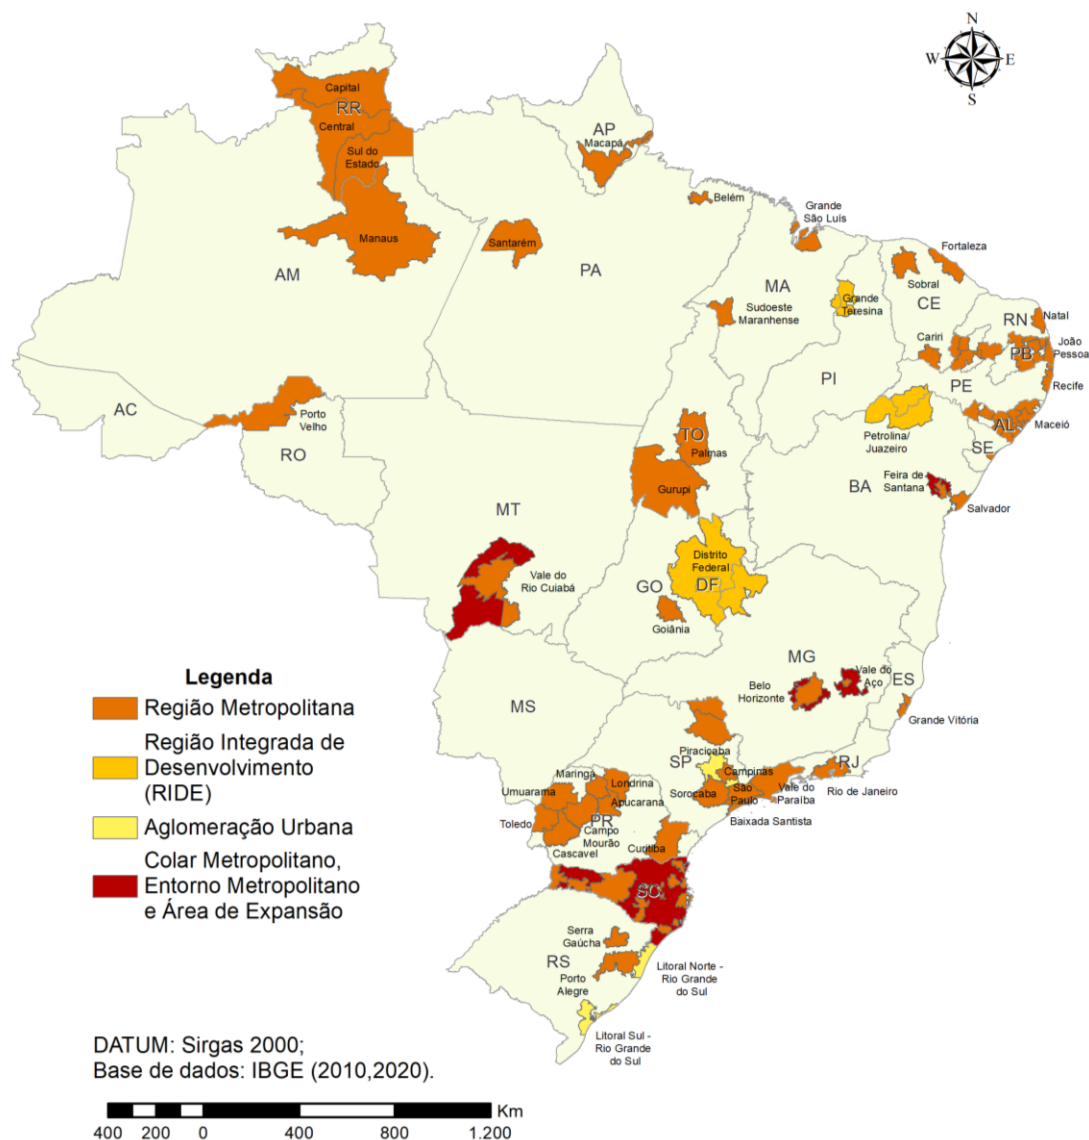 N
W
E
S
Capital
RR
Central
Sul do
Estado
Manaus
AM
AP
Macapá
Belém
Santarém
PA
Grande
São Luis
MA
Sudoeste
Maranhense
Grande
Teresina
Fortaleza
Sobral
CE
RN
Natal
Cariri
PB
João
Pessoa
PI
PE
Recife
AC
Porto
Velho
RO
TO
Palmas
Gurupi
Petrolina/
Juazeiro
AL
Maceió
SE
BA
Feira de
Santana
Salvador
MT
Vale do
Rio Cuiabá
Distrito
Federal
DF
GO
Goiânia
MG
Belo
Horizonte
Vale do
Aço
ES
Grande Vitória
MS
SP
Piracicaba
Campinas
Sorocaba
São
Paulo
Vale do
Paraíba
RJ
Rio de Janeiro
Baixada Santista
Maringá
Londrina
Umuarama
Apucarana
Toledo
PR
Campo
Mourão
Cascavel
Curitiba
SC
Serra
Gaúcha
RS
Porto
Alegre
Litoral Norte -
Rio Grande
do Sul
Litoral Sul -
Rio Grande
do Sul
Legenda
Região Metropolitana
Região Integrada de
Desenvolvimento
(RIDE)
Aglomeração Urbana
Colar Metropolitano,
Entorno Metropolitano
e Área de Expansão
DATUM: Sirgas 2000;
Base de dados: IBGE (2010,2020).
Km
400 200 0 400 800 1.200